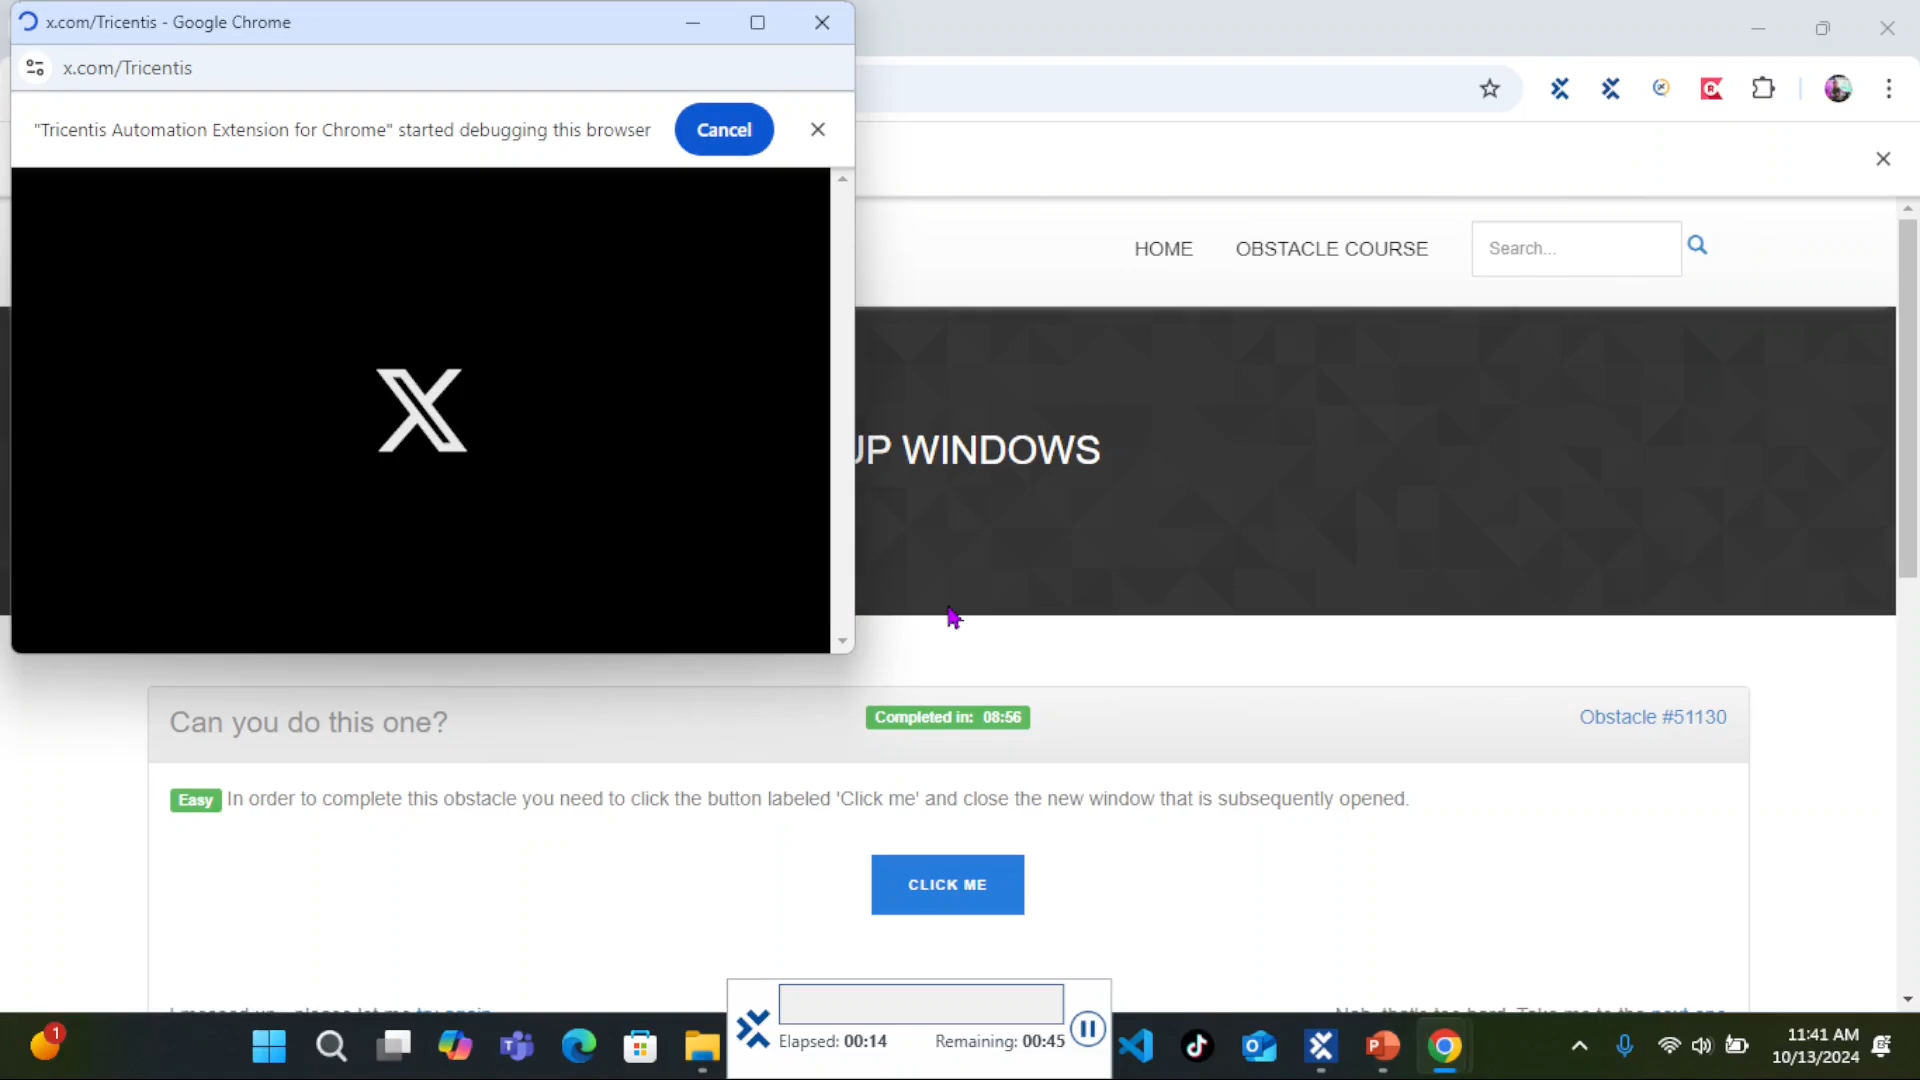 x.com/Tricentis - Google Chrome
x.com/Tricentis
"Tricentis Automation Extension for Chrome" started debugging this browser
Cancel
HOME
OBSTACLE COURSE
Search...
UP WINDOWS
Can you do this one?
Completed in: 08:56
Obstacle #51130
Easy In order to complete this obstacle you need to click the button labeled 'Click me' and close the new window that is subsequently opened.
CLICK ME
Elapsed: 00:14
Remaining: 00:45
1
11:41 AM
10/13/2024